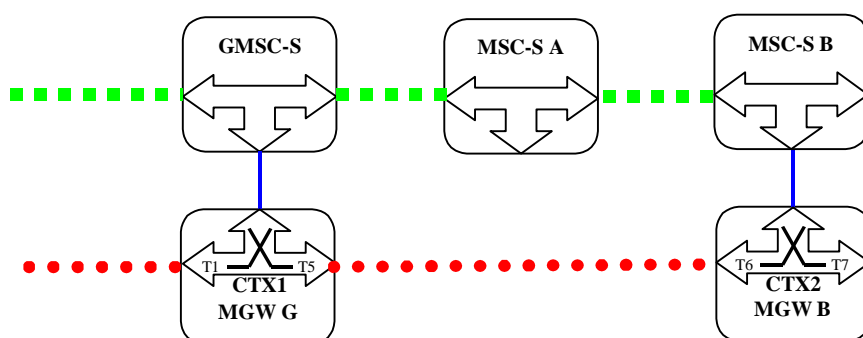 GMSC-S
MSC-S A
MSC-S B
T1
T5
CTX1
MGW G
T6
T7
CTX2
MGW B